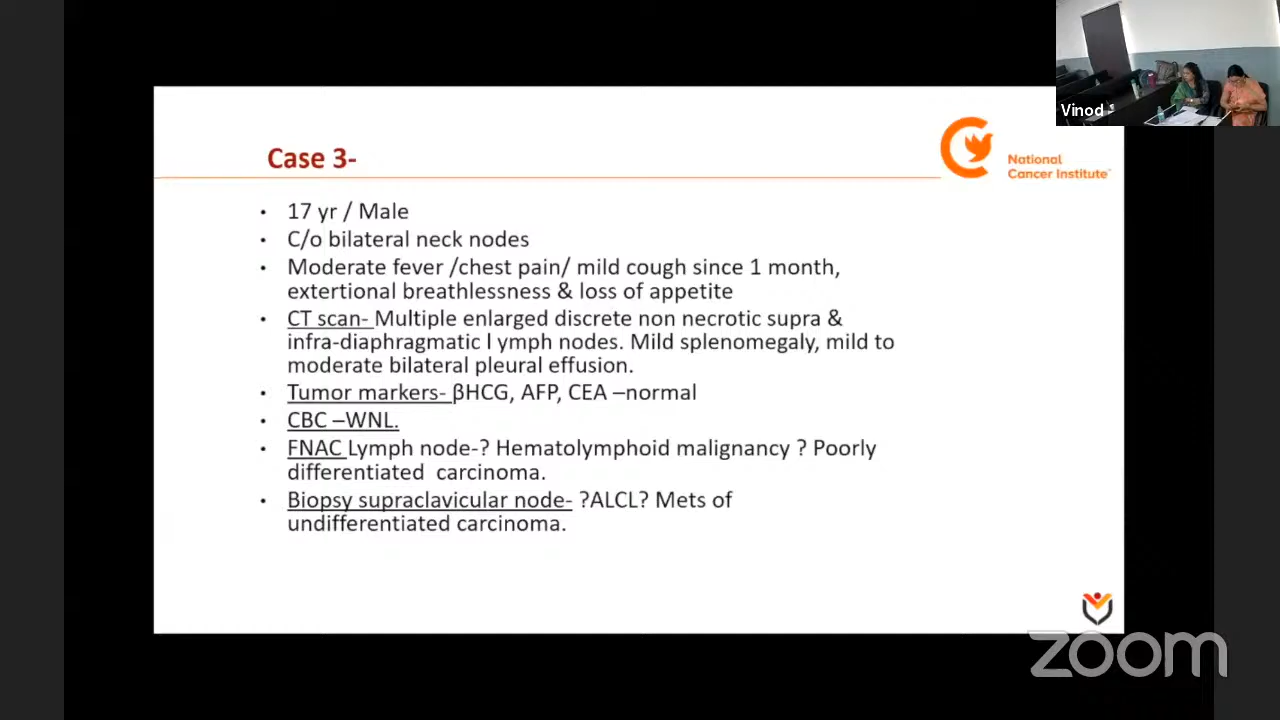 Vinod
Case 3-
National
Cancer Institute™
• 17 yr / Male
• C/o bilateral neck nodes
• Moderate fever /chest pain/ mild cough since 1 month,
extertional breathlessness & loss of appetite
• CT scan- Multiple enlarged discrete non necrotic supra &
infra-diaphragmatic l ymph nodes. Mild splenomegaly, mild to
moderate bilateral pleural effusion.
• Tumor markers- βHCG, AFP, CEA –normal
• CBC –WNL.
• FNAC Lymph node-? Hematolymphoid malignancy ? Poorly
differentiated carcinoma.
• Biopsy supraclavicular node- ?ALCL? Mets of
undifferentiated carcinoma.
zoom